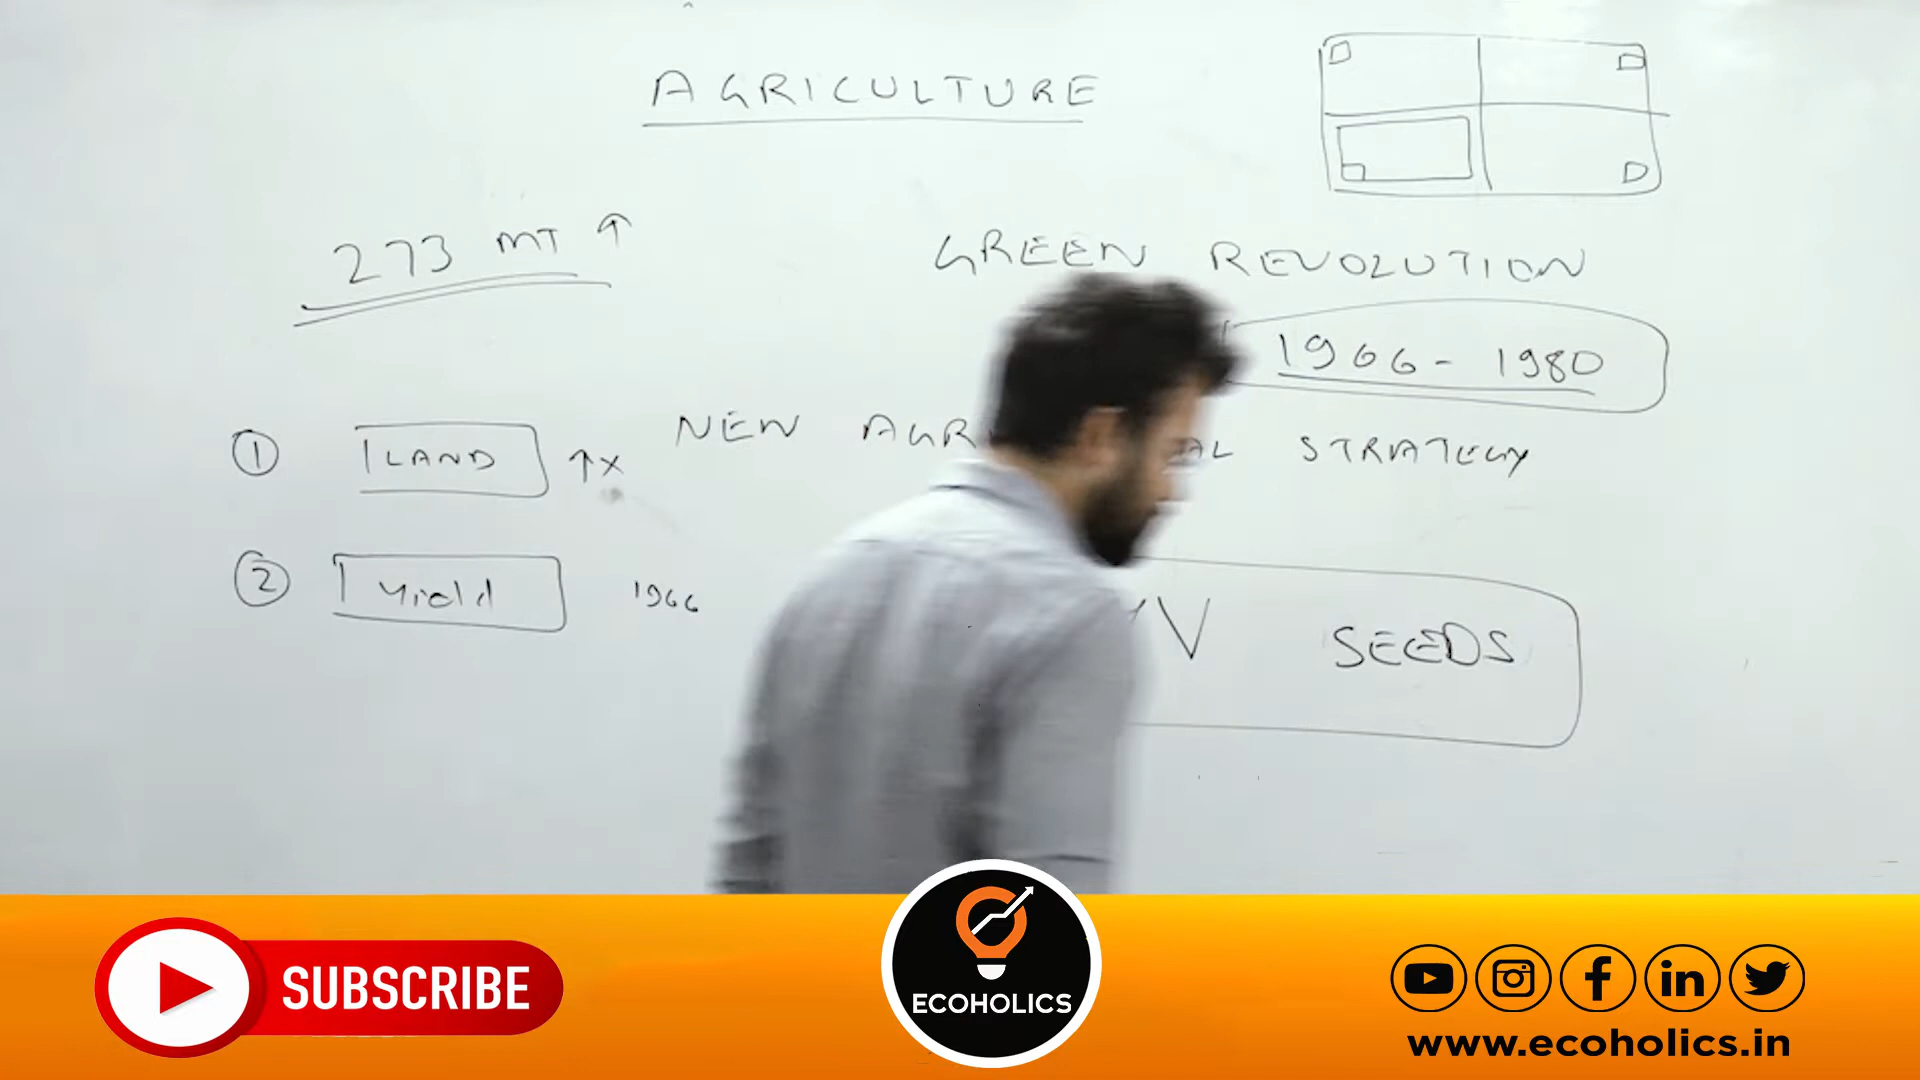 AGRICULTURE
273 MT ↑
GREEN REVOLUTION
1966 - 1980
① LAND ↑x
NEW STRATEGY
② Yield 1966
SEEDS
SUBSCRIBE
ECOHOLICS
www.ecoholics.in